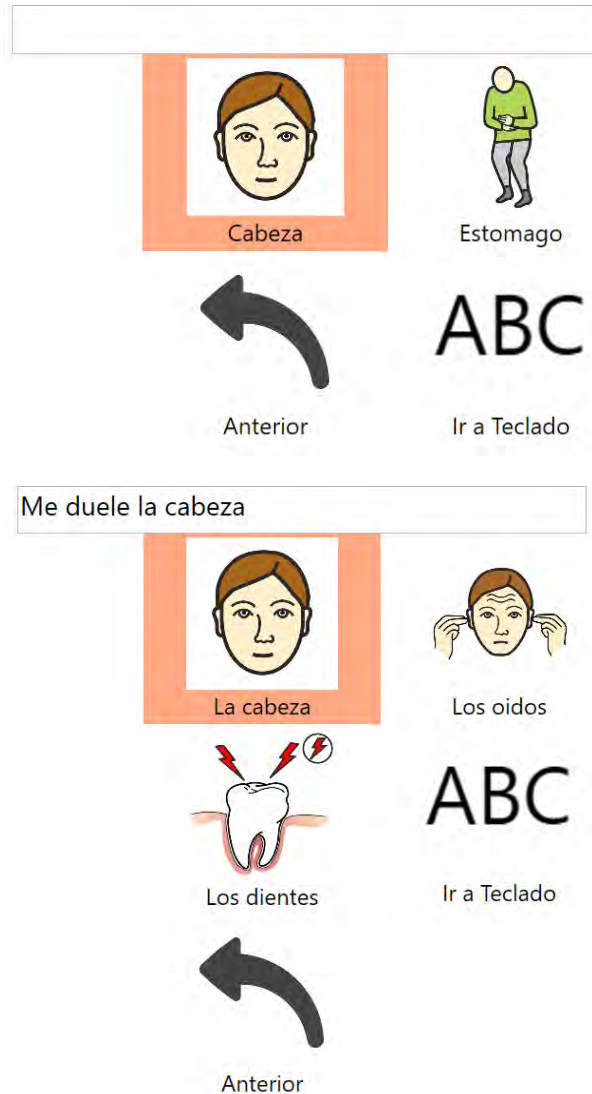 Cabeza Estomago
ABC
Anterior Ir a Teclado
Me duele la cabeza
La cabeza Los oidos
ABC
Los dientes Ir a Teclado
Anterior